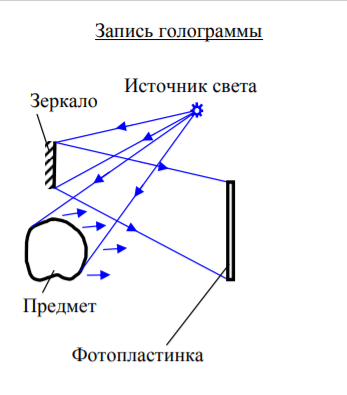 Запись голограммы
Источник света
Зеркало
Предмет
Фотопластинка